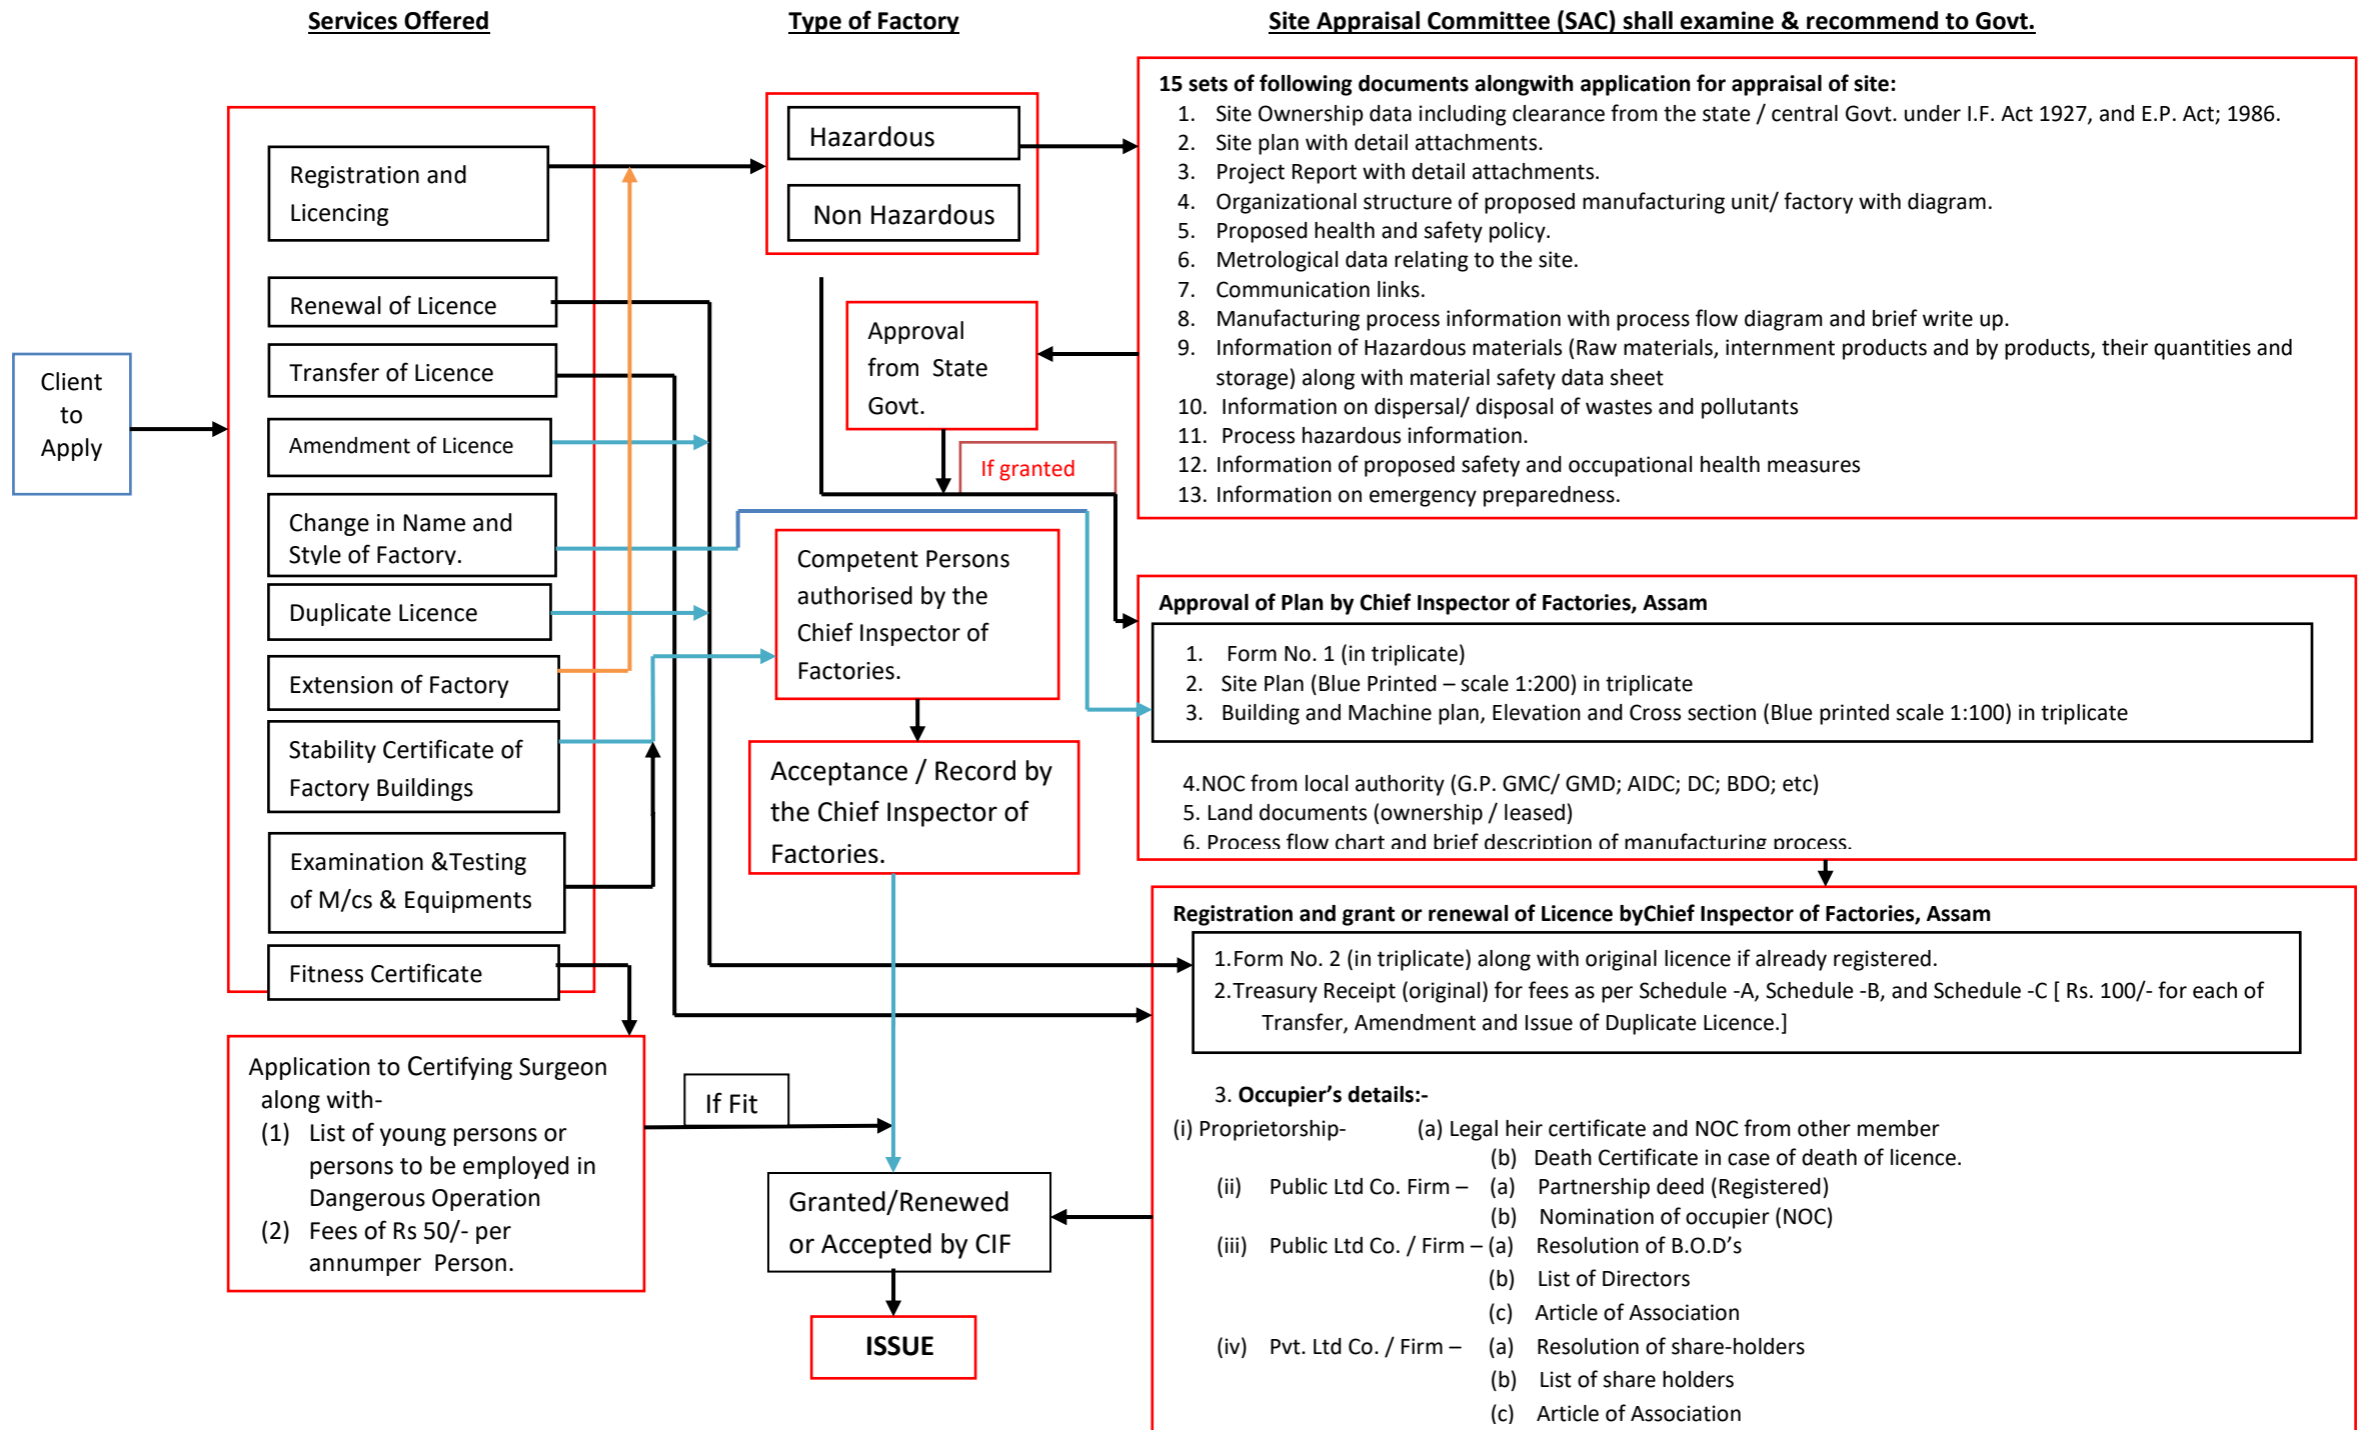 Services Offered
Type of Factory
Site Appraisal Committee (SAC) shall examine & recommend to Govt.
Client
to
Apply
Registration and
Licencing
Renewal of Licence
Transfer of Licence
Amendment of Licence
Change in Name and
Style of Factory.
Duplicate Licence
Extension of Factory
Stability Certificate of
Factory Buildings
Examination &Testing
of M/cs & Equipments
Fitness Certificate
Application to Certifying Surgeon
along with-
(1) List of young persons or
persons to be employed in
Dangerous Operation
(2) Fees of Rs 50/- per
annumper Person.
Hazardous
Non Hazardous
Approval
from State
Govt.
If granted
Competent Persons
authorised by the
Chief Inspector of
Factories.
Acceptance / Record by
the Chief Inspector of
Factories.
If Fit
Granted/Renewed
or Accepted by CIF
ISSUE
15 sets of following documents alongwith application for appraisal of site:
1. Site Ownership data including clearance from the state / central Govt. under I.F. Act 1927, and E.P. Act; 1986.
2. Site plan with detail attachments.
3. Project Report with detail attachments.
4. Organizational structure of proposed manufacturing unit/ factory with diagram.
5. Proposed health and safety policy.
6. Metrological data relating to the site.
7. Communication links.
8. Manufacturing process information with process flow diagram and brief write up.
9. Information of Hazardous materials (Raw materials, internment products and by products, their quantities and
storage) along with material safety data sheet
10. Information on dispersal/ disposal of wastes and pollutants
11. Process hazardous information.
12. Information of proposed safety and occupational health measures
13. Information on emergency preparedness.
Approval of Plan by Chief Inspector of Factories, Assam
1. Form No. 1 (in triplicate)
2. Site Plan (Blue Printed – scale 1:200) in triplicate
3. Building and Machine plan, Elevation and Cross section (Blue printed scale 1:100) in triplicate
4.NOC from local authority (G.P. GMC/ GMD; AIDC; DC; BDO; etc)
5. Land documents (ownership / leased)
6. Process flow chart and brief description of manufacturing process.
Registration and grant or renewal of Licence byChief Inspector of Factories, Assam
1.Form No. 2 (in triplicate) along with original licence if already registered.
2.Treasury Receipt (original) for fees as per Schedule -A, Schedule -B, and Schedule -C [ Rs. 100/- for each of
Transfer, Amendment and Issue of Duplicate Licence.]
3. Occupier’s details:-
(i) Proprietorship- (a) Legal heir certificate and NOC from other member
(b) Death Certificate in case of death of licence.
(ii) Public Ltd Co. Firm – (a) Partnership deed (Registered)
(b) Nomination of occupier (NOC)
(iii) Public Ltd Co. / Firm – (a) Resolution of B.O.D’s
(b) List of Directors
(c) Article of Association
(iv) Pvt. Ltd Co. / Firm – (a) Resolution of share-holders
(b) List of share holders
(c) Article of Association